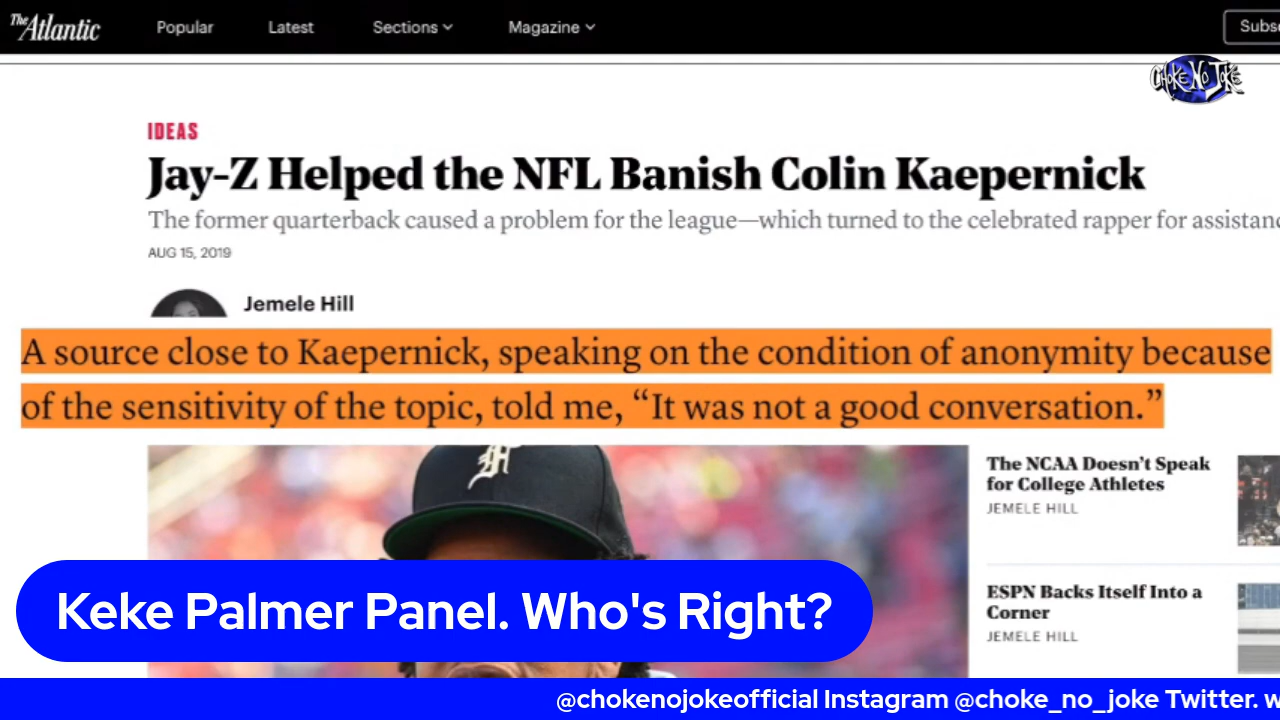 The Atlantic
Popular
Latest
Sections
Magazine
CHOKE NO JOKE
IDEAS
Jay-Z Helped the NFL Banish Colin Kaepernick
The former quarterback caused a problem for the league—which turned to the celebrated rapper for
AUG 15, 2019
Jemele Hill
A source close to Kaepernick, speaking on the condition of anonymity because
of the sensitivity of the topic, told me, “It was not a good conversation.”
The NCAA Doesn’t Speak
for College Athletes
JEMELE HILL
ESPN Backs Itself Into a
Corner
JEMELE HILL
Keke Palmer Panel. Who's Right?
@chokenojokeofficial Instagram @choke_no_joke Twitter.